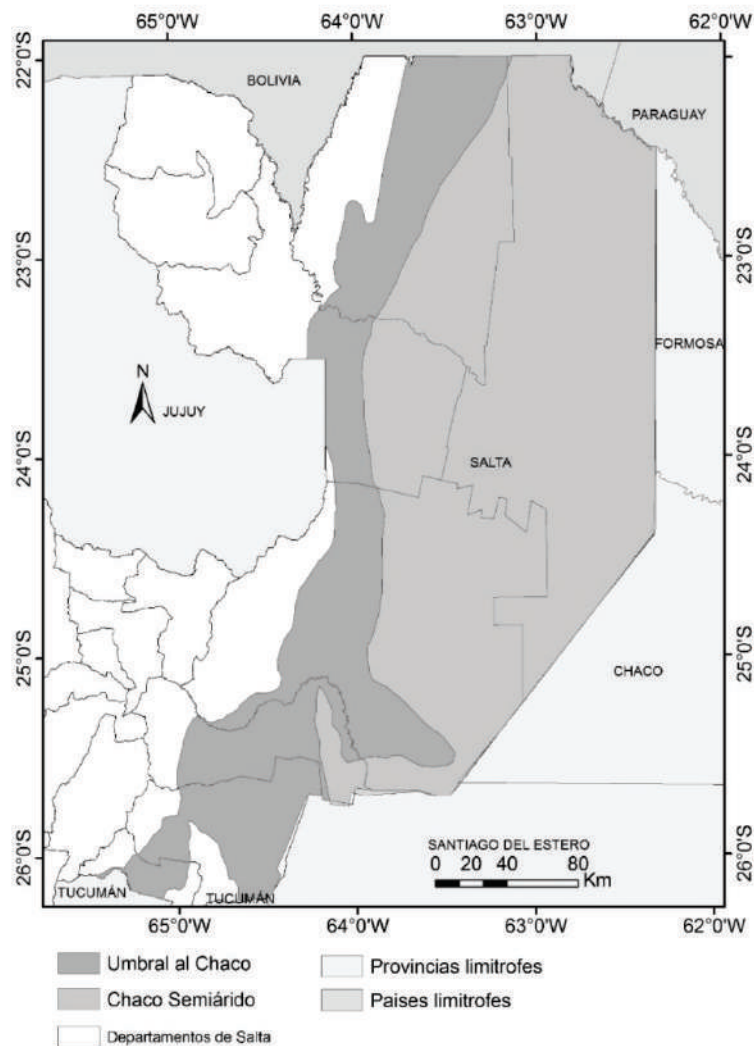 65°0'W 64°0'W 63°0'W 62°0'W
22°0'S 22°0'S
BOLIVIA
PARAGUAY
23°0'S 23°0'S
FORMOSA
N
JUJUY
24°0'S 24°0'S
SALTA
25°0'S 25°0'S
CHACO
26°0'S 26°0'S
SANTIAGO DEL ESTERO
0 20 40 80
Km
TUCUMÁN TUCUMÁN
65°0'W 64°0'W 63°0'W 62°0'W
Umbral al Chaco
Chaco Semiárido
Departamentos de Salta
Provincias limitrofes
Paises limitrofes